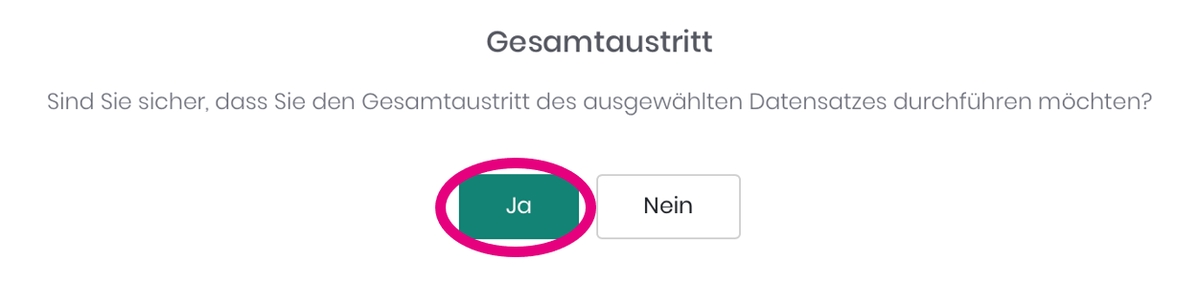 Gesamtaustritt
Sind Sie sicher, dass Sie den Gesamtaustritt des ausgewählten Datensatzes durchführen möchten?
Ja Nein